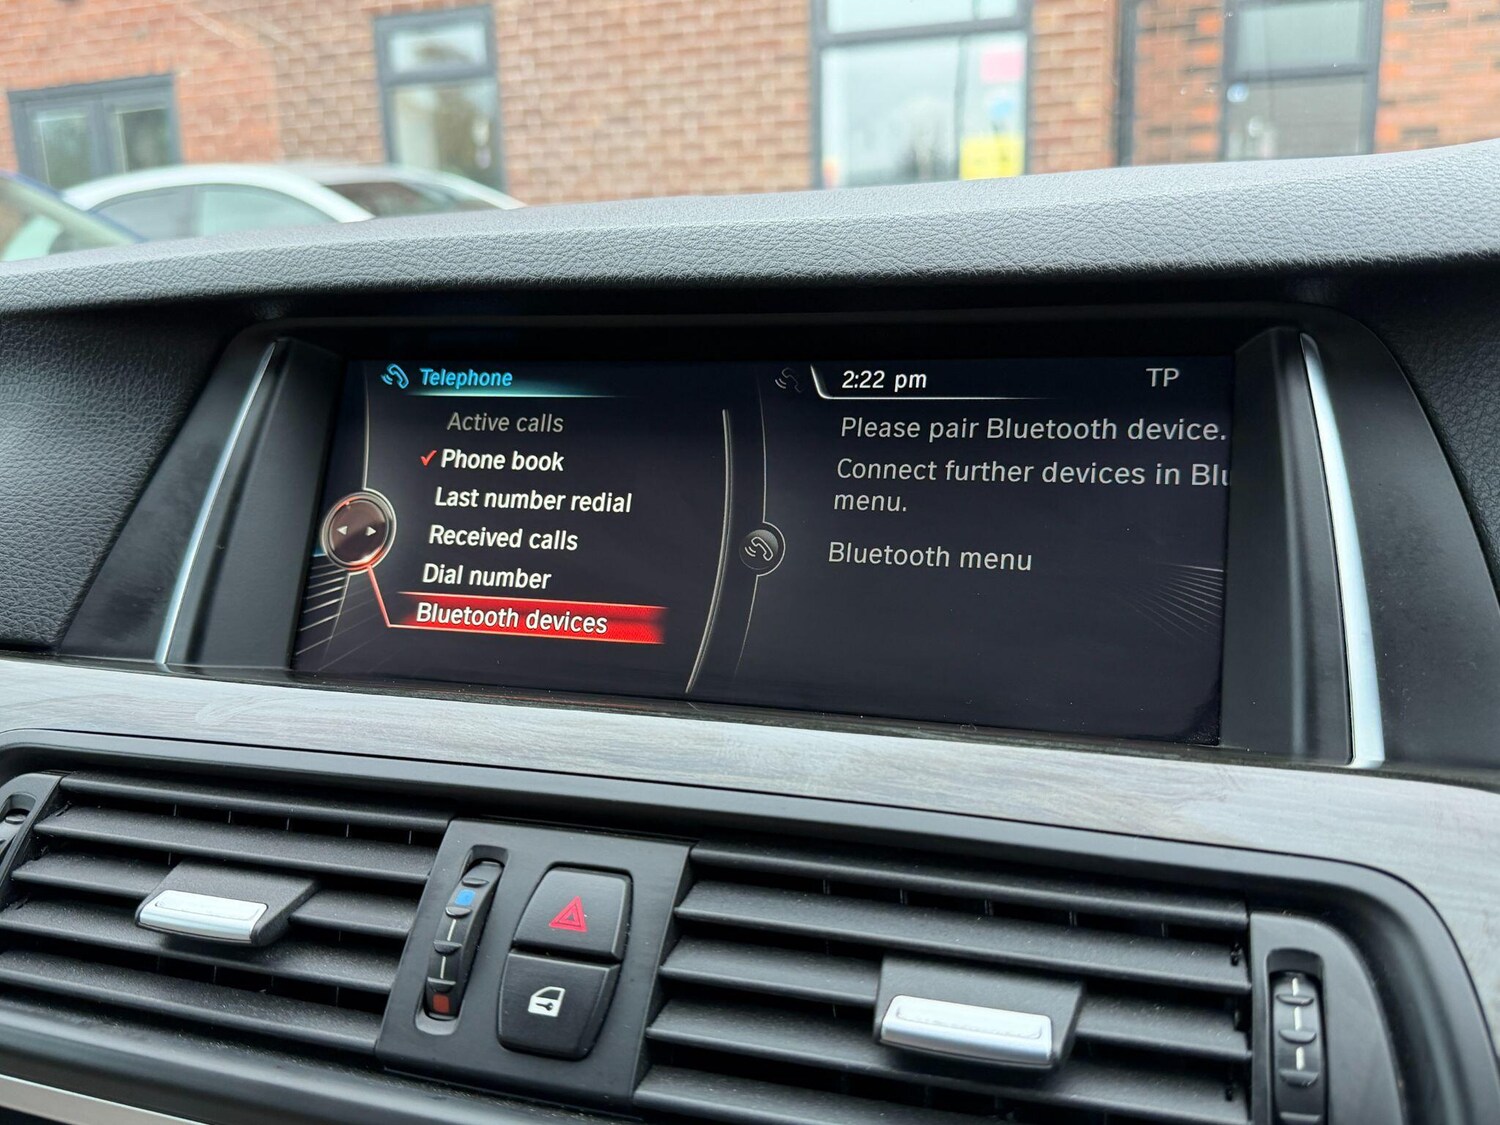 Telephone
Active calls
Phone book
Last number redial
Received calls
Dial number
Bluetooth devices
2:22 pm
TP
Please pair Bluetooth device.
Connect further devices in Blu
menu.
Bluetooth menu